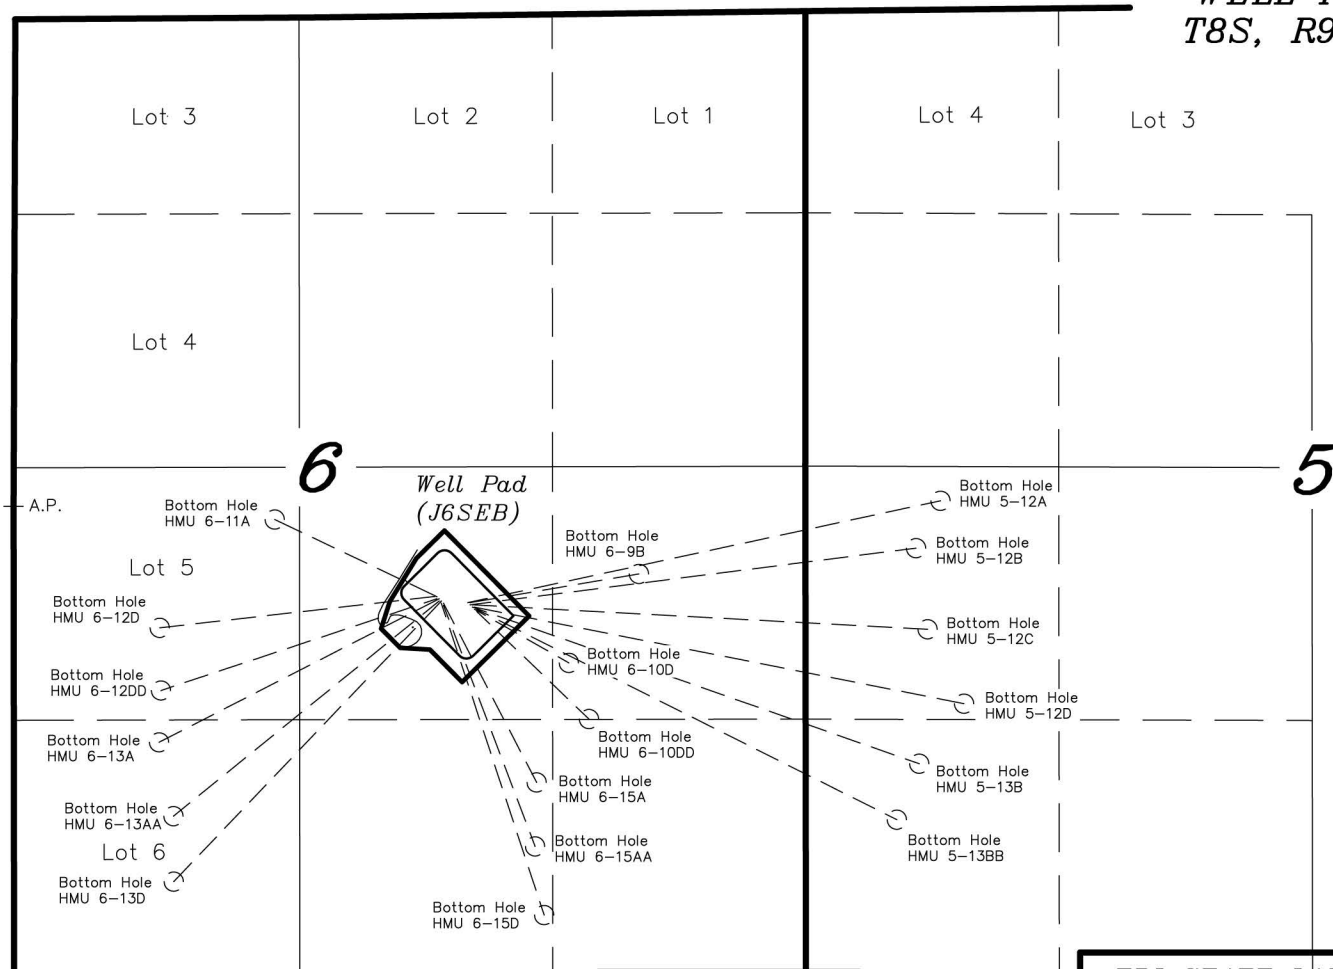 T8S, R9
Lot 3
Lot 2
Lot 1
Lot 4
Lot 3
Lot 4
6
5
Well Pad
(J6SEB)
A.P.
Bottom Hole
HMU 6-11A
Bottom Hole
HMU 5-12A
Bottom Hole
HMU 6-9B
Bottom Hole
HMU 5-12B
Lot 5
Bottom Hole
HMU 6-12D
Bottom Hole
HMU 5-12C
Bottom Hole
HMU 6-10D
Bottom Hole
HMU 6-12DD
Bottom Hole
HMU 5-12D
Bottom Hole
HMU 6-13A
Bottom Hole
HMU 6-10DD
Bottom Hole
HMU 5-13B
Bottom Hole
HMU 6-15A
Bottom Hole
HMU 6-13AA
Bottom Hole
HMU 6-15AA
Bottom Hole
HMU 5-13BB
Lot 6
Bottom Hole
HMU 6-13D
Bottom Hole
HMU 6-15D